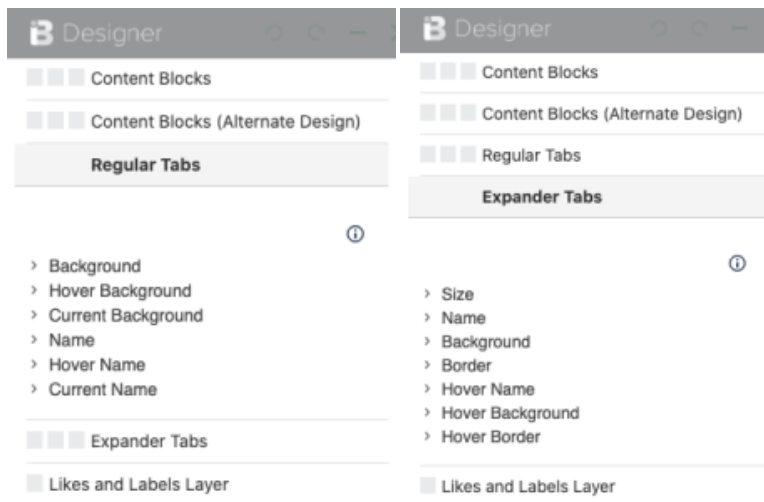 B Designer
Content Blocks
Content Blocks (Alternate Design)
Regular Tabs
Background
Hover Background
Current Background
Name
Hover Name
Current Name
Expander Tabs
Likes and Labels Layer
B Designer
Content Blocks
Content Blocks (Alternate Design)
Regular Tabs
Expander Tabs
Size
Name
Background
Border
Hover Name
Hover Background
Hover Border
Likes and Labels Layer